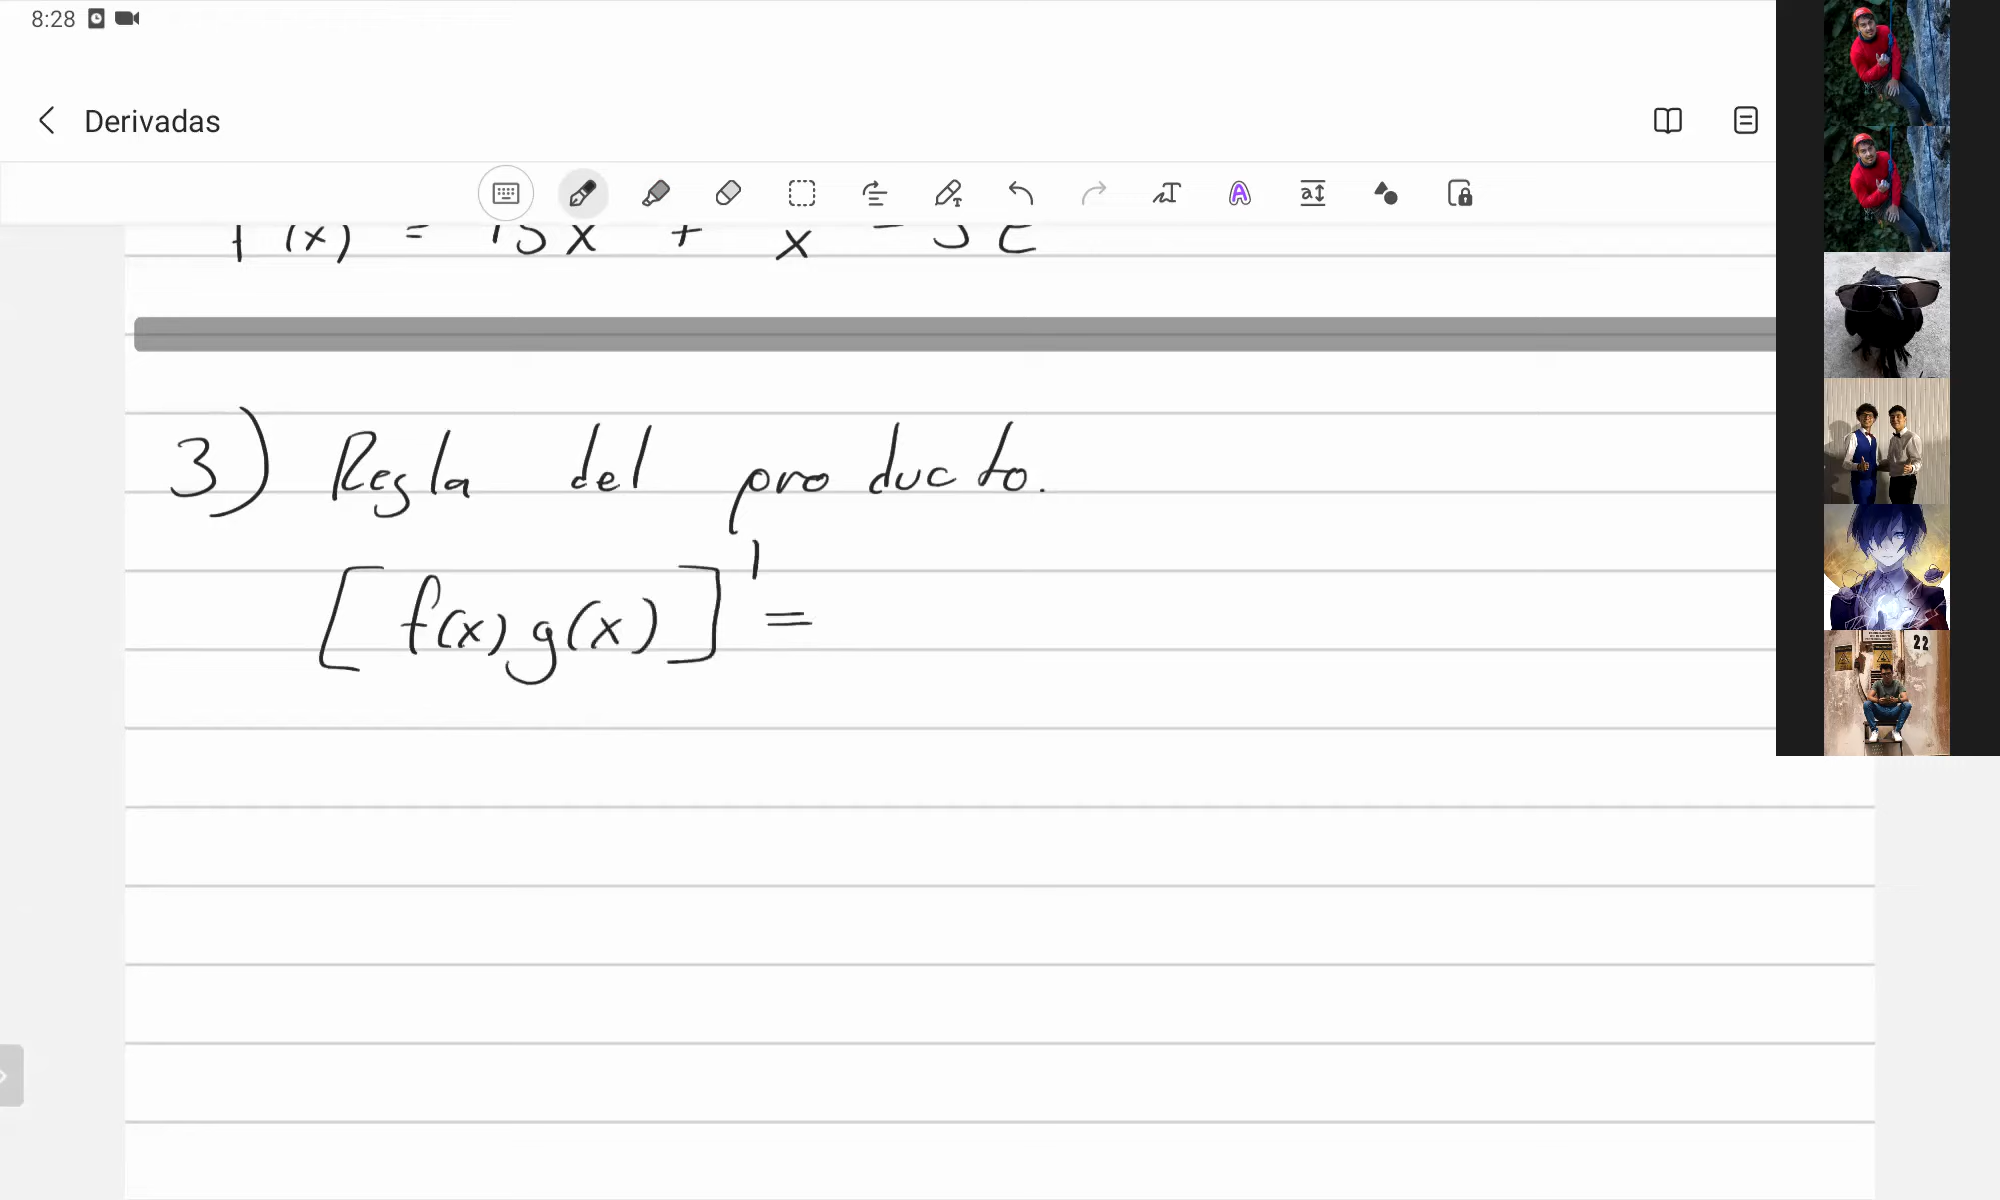 8:28
Derivadas
3) Regla del producto.
[f(x)g(x)]' =
22